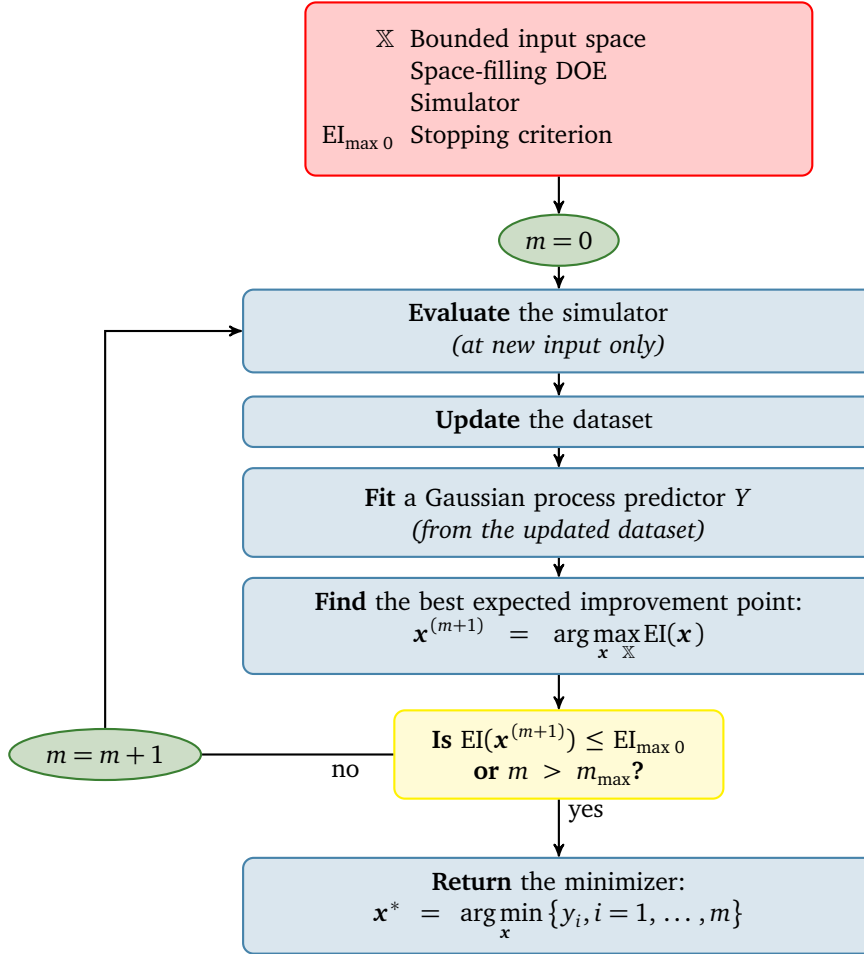 𝕏 Bounded input space
Space-filling DOE
Simulator
EI_max 0 Stopping criterion
m = 0
Evaluate the simulator
(at new input only)
Update the dataset
Fit a Gaussian process predictor Y
(from the updated dataset)
Find the best expected improvement point:
x^(m+1) = arg max EI(x)
x 𝕏
Is EI(x^(m+1)) ≤ EI_max 0
or m > m_max?
m = m + 1
no
yes
Return the minimizer:
x* = arg min {y_i, i = 1, ..., m}
x